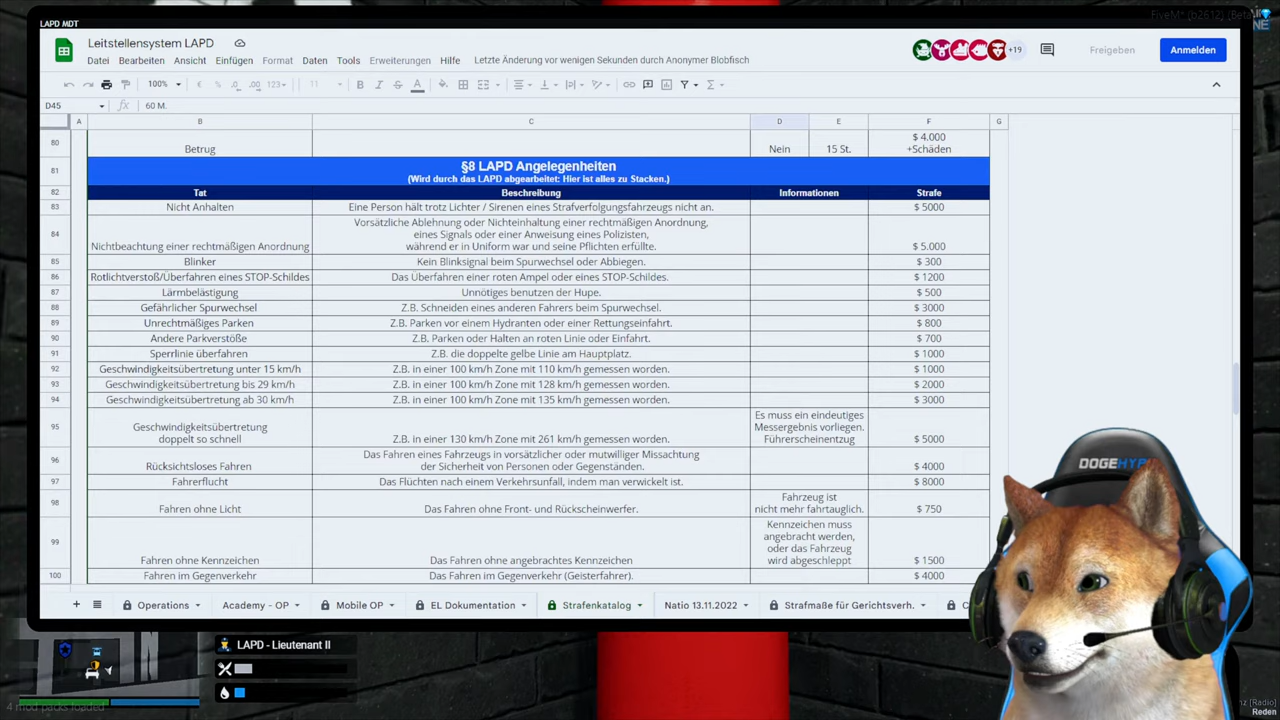 LAPD MDT
FiveM* (b2612) (Beta
Leitstellensystem LAPD
+19
Freigeben
Anmelden
Datei Bearbeiten Ansicht Einfügen Format Daten Tools Erweiterungen Hilfe Letzte Änderung vor wenigen Sekunden durch Anonymer Blobfisch
100% € % .0 .00 123 11 B I S A
D45 fx 60 M.
A B C D E F G
80 Betrug Nein 15 St. $ 4.000
+Schäden
81 §8 LAPD Angelegenheiten
(Wird durch das LAPD abgearbeitet: Hier ist alles zu Stacken.)
82 Tat Beschreibung Informationen Strafe
83 Nicht Anhalten Eine Person hält trotz Lichter / Sirenen eines Strafverfolgungsfahrzeugs nicht an. $ 5000
84 Nichtbeachtung einer rechtmäßigen Anordnung Vorsätzliche Ablehnung oder Nichteinhaltung einer rechtmäßigen Anordnung,
eines Signals oder einer Anweisung eines Polizisten,
während er in Uniform war und seine Pflichten erfüllte. $ 5.000
85 Blinker Kein Blinksignal beim Spurwechsel oder Abbiegen. $ 300
86 Rotlichtverstoß/Überfahren eines STOP-Schildes Das Überfahren einer roten Ampel oder eines STOP-Schildes. $ 1200
87 Lärmbelästigung Unnötiges benutzen der Hupe. $ 500
88 Gefährlicher Spurwechsel Z.B. Schneiden eines anderen Fahrers beim Spurwechsel. $ 3000
89 Unrechtmäßiges Parken Z.B. Parken vor einem Hydranten oder einer Rettungseinfahrt. $ 800
90 Andere Parkverstöße Z.B. Parken oder Halten an roten Linie oder Einfahrt. $ 700
91 Sperrlinie überfahren Z.B. die doppelte gelbe Linie am Hauptplatz. $ 1000
92 Geschwindigkeitsübertretung unter 15 km/h Z.B. in einer 100 km/h Zone mit 110 km/h gemessen worden. $ 1000
93 Geschwindigkeitsübertretung bis 29 km/h Z.B. in einer 100 km/h Zone mit 128 km/h gemessen worden. $ 2000
94 Geschwindigkeitsübertretung ab 30 km/h Z.B. in einer 100 km/h Zone mit 135 km/h gemessen worden. $ 3000
95 Geschwindigkeitsübertretung
doppelt so schnell Z.B. in einer 130 km/h Zone mit 261 km/h gemessen worden. Es muss ein eindeutiges
Messergebnis vorliegen.
Führerscheinentzug $ 5000
96 Rücksichtsloses Fahren Das Fahren eines Fahrzeugs in vorsätzlicher oder mutwilliger Missachtung
der Sicherheit von Personen oder Gegenständen. $ 4000
97 Fahrerflucht Das Flüchten nach einem Verkehrsunfall, indem man verwickelt ist. $ 8000
98 Fahren ohne Licht Das Fahren ohne Front- und Rückscheinwerfer. Fahrzeug ist
nicht mehr fahrtauglich. $ 750
99 Fahren ohne Kennzeichen Das Fahren ohne angebrachtes Kennzeichen Kennzeichen muss
angebracht werden,
oder das Fahrzeug
wird abgeschleppt $ 1500
100 Fahren im Gegenverkehr Das Fahren im Gegenverkehr (Geisterfahrer). $ 4000
Operations Academy - OP Mobile OP EL Dokumentation Strafenkatalog Natio 13.11.2022 Strafmaße für Gerichtsverh.
DOGEHYP
LAPD - Lieutenant II
4 mod packs loaded
[Radio]
Reden